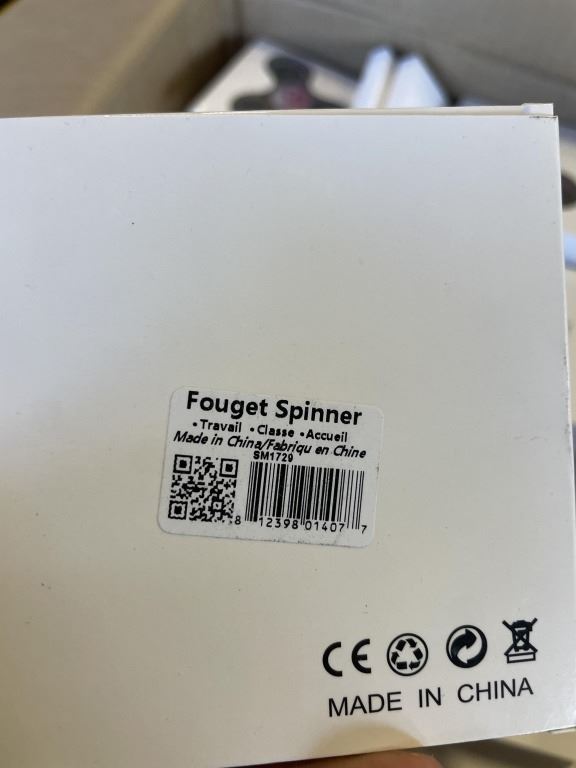 Fouget Spinner
•Travail •Classe •Accueil
Made in China/Fabriqu en Chine
SM1729
8 12398 01407 7
CE
MADE IN CHINA